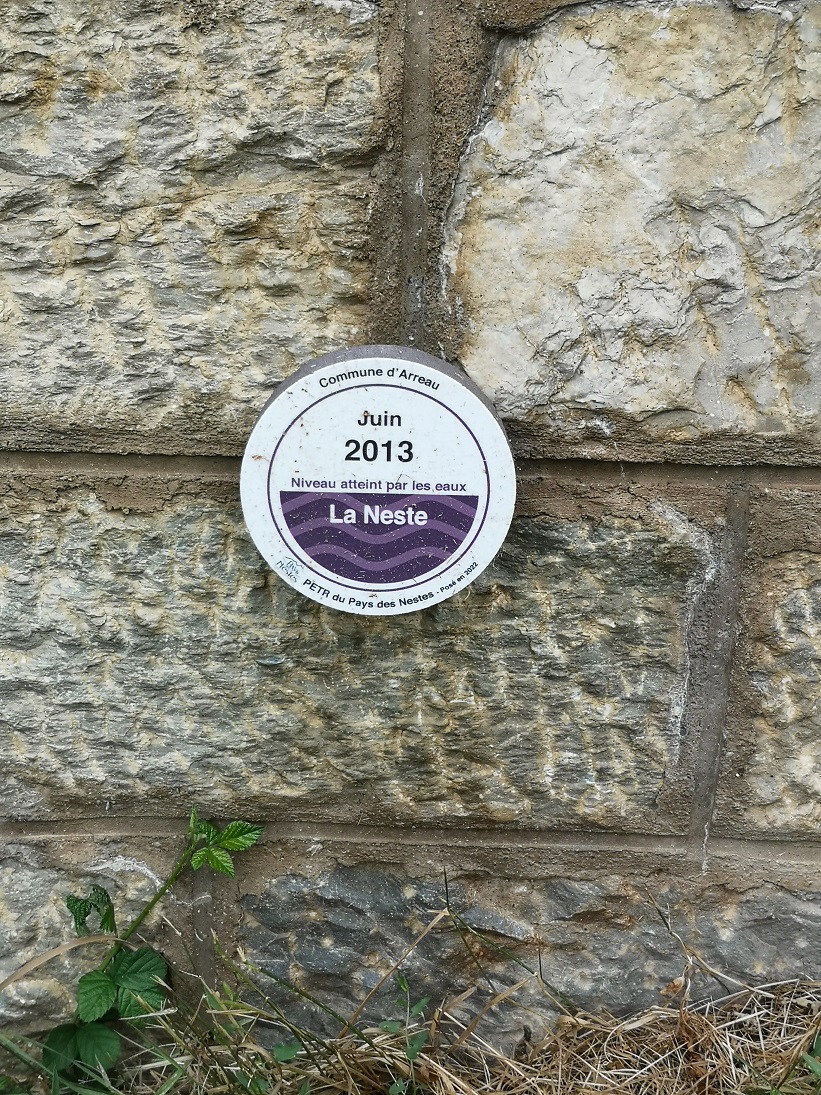 Commune d'Arreau
Juin
2013
Niveau atteint par les eaux
La Neste
PETR du Pays des Nestes - Posé en 2022